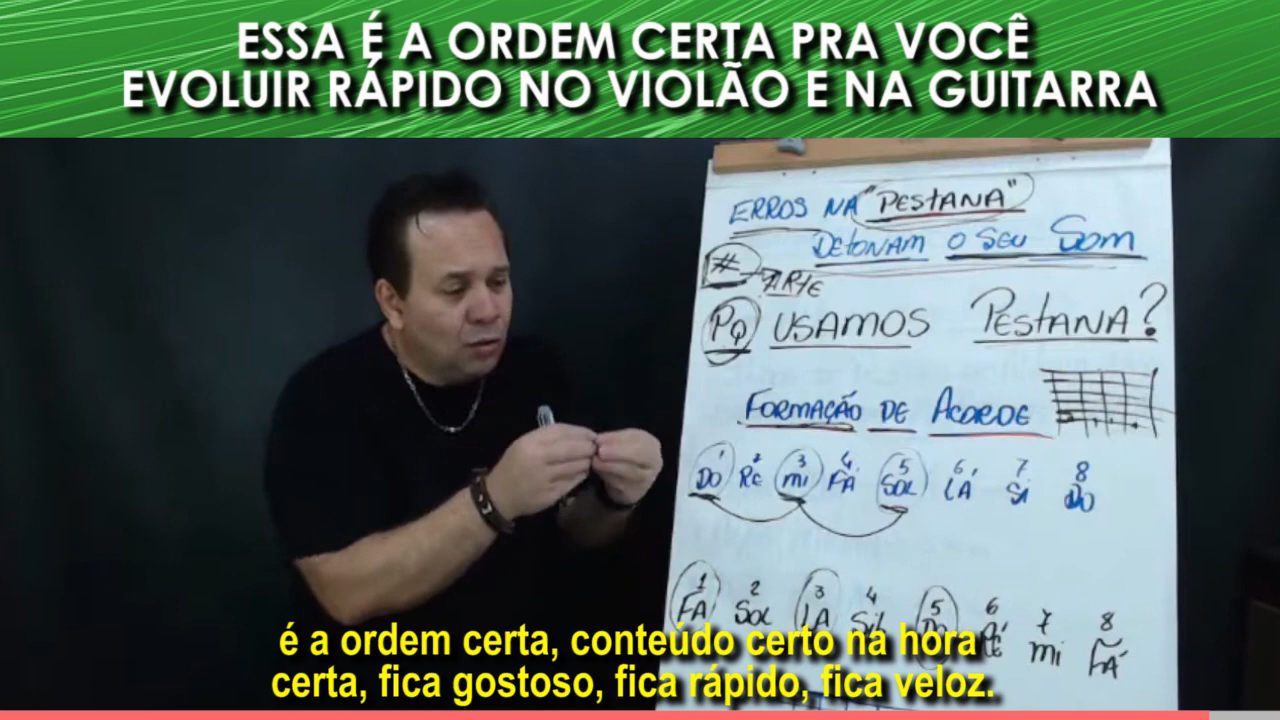 ESSA É A ORDEM CERTA PRA VOCÊ
EVOLUIR RÁPIDO NO VIOLÃO E NA GUITARRA
ERROS NA "PESTANA"
DETONAM O SEU SOM
# ARTE
PQ USAMOS PESTANA?
FORMAÇÃO DE ACORDE
1 2 3 4 5 6 7 8
DÓ RÉ mi FÁ SOL LÁ Si DÓ
1 2 3 4 5 6 7 8
FÁ SOL LÁ DÓ RÉ mi FÁ
é a ordem certa, conteúdo certo na hora
certa, fica gostoso, fica rápido, fica veloz.